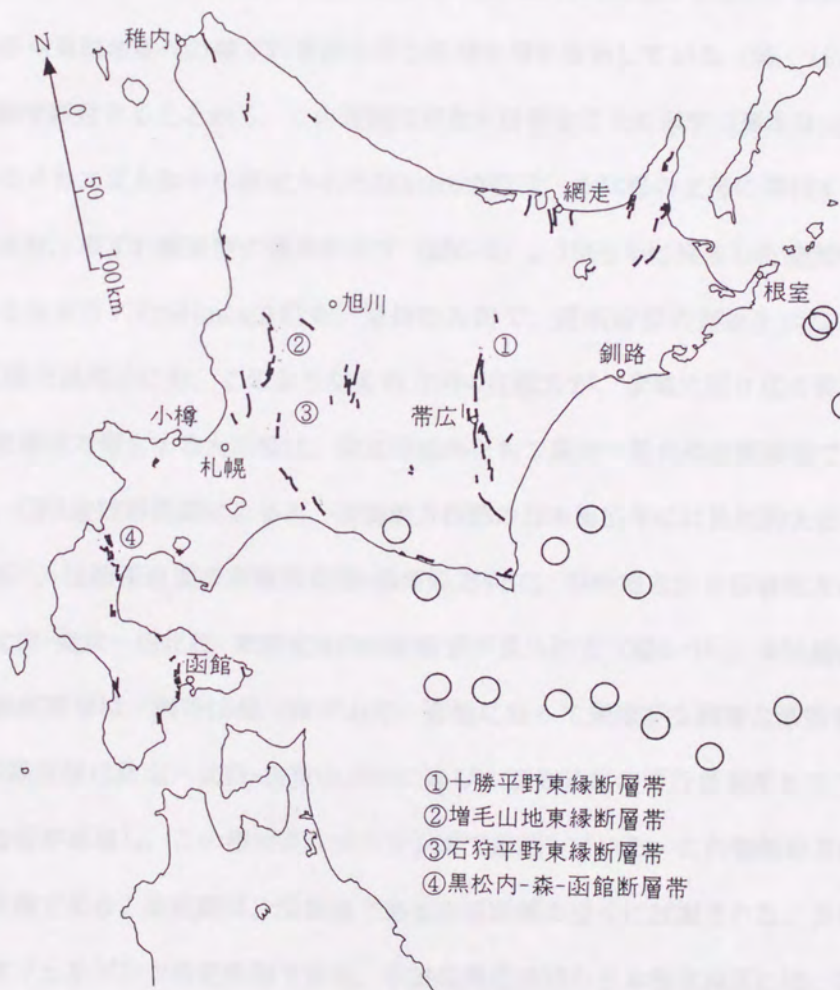 稚内
N
0
50
100km
網走
根室
旭川
①
②
釧路
③
帯広
小樽
札幌
④
函館
①十勝平野東縁断層帯
②増毛山地東縁断層帯
③石狩平野東縁断層帯
④黒松内-森-函館断層帯